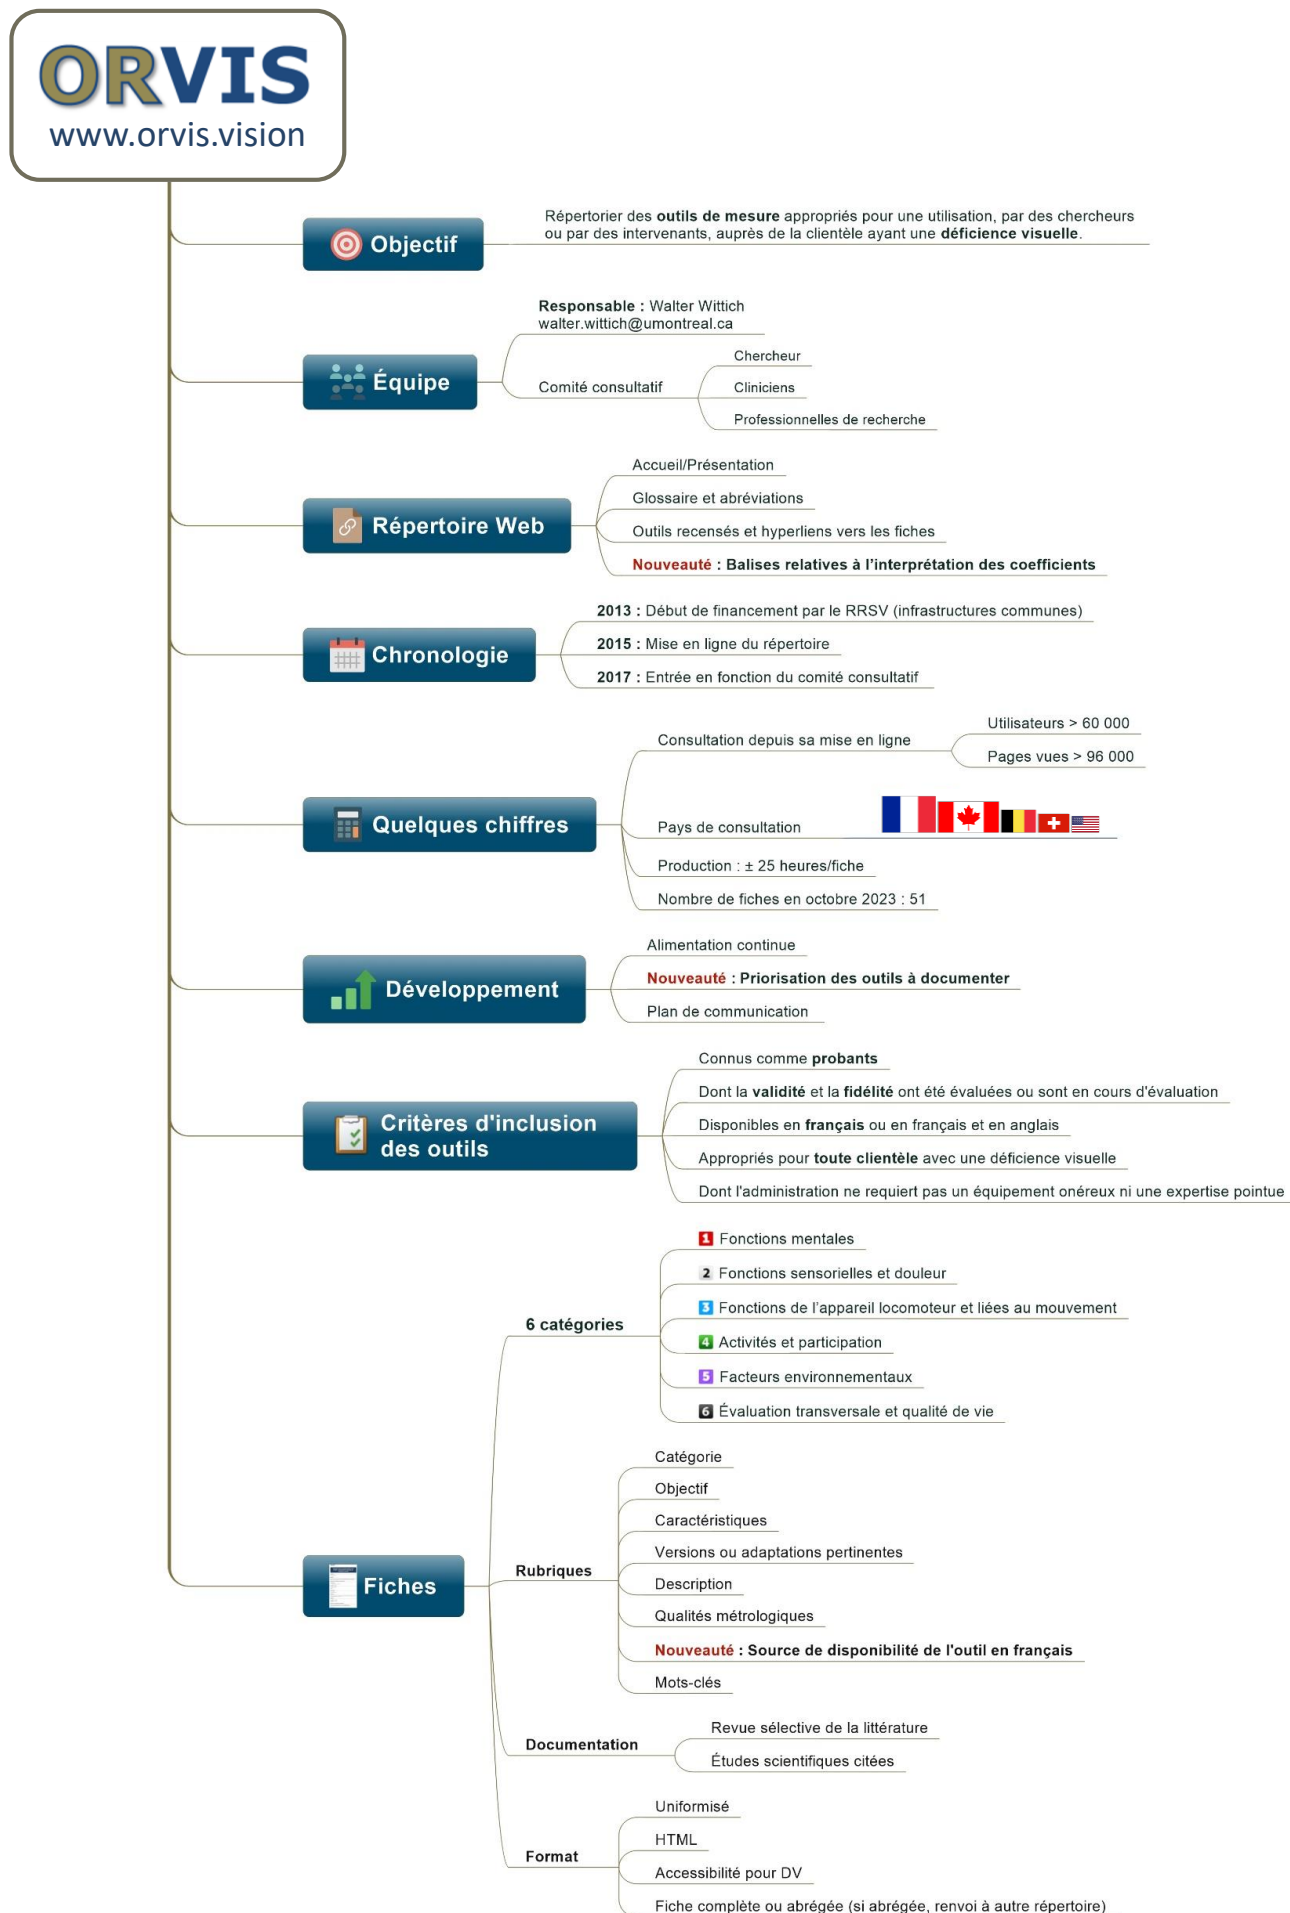 ORVIS
www.orvis.vision
Objectif
Répertorier des outils de mesure appropriés pour une utilisation, par des chercheurs
ou par des intervenants, auprès de la clientèle ayant une déficience visuelle.
Équipe
Responsable : Walter Wittich
walter.wittich@umontreal.ca
Comité consultatif
Chercheur
Cliniciens
Professionnelles de recherche
Répertoire Web
Accueil/Présentation
Glossaire et abréviations
Outils recensés et hyperliens vers les fiches
Nouveauté : Balises relatives à l’interprétation des coefficients
Chronologie
2013 : Début de financement par le RRSV (infrastructures communes)
2015 : Mise en ligne du répertoire
2017 : Entrée en fonction du comité consultatif
Quelques chiffres
Consultation depuis sa mise en ligne
Utilisateurs > 60 000
Pages vues > 96 000
Pays de consultation
Production : ± 25 heures/fiche
Nombre de fiches en octobre 2023 : 51
Développement
Alimentation continue
Nouveauté : Priorisation des outils à documenter
Plan de communication
Critères d'inclusion
des outils
Connus comme probants
Dont la validité et la fidélité ont été évaluées ou sont en cours d'évaluation
Disponibles en français ou en français et en anglais
Appropriés pour toute clientèle avec une déficience visuelle
Dont l'administration ne requiert pas un équipement onéreux ni une expertise pointue
Fiches
6 catégories
1 Fonctions mentales
2 Fonctions sensorielles et douleur
3 Fonctions de l’appareil locomoteur et liées au mouvement
4 Activités et participation
5 Facteurs environnementaux
6 Évaluation transversale et qualité de vie
Rubriques
Catégorie
Objectif
Caractéristiques
Versions ou adaptations pertinentes
Description
Qualités métrologiques
Nouveauté : Source de disponibilité de l'outil en français
Mots-clés
Documentation
Revue sélective de la littérature
Études scientifiques citées
Format
Uniformisé
HTML
Accessibilité pour DV
Fiche complète ou abrégée (si abrégée, renvoi à autre répertoire)